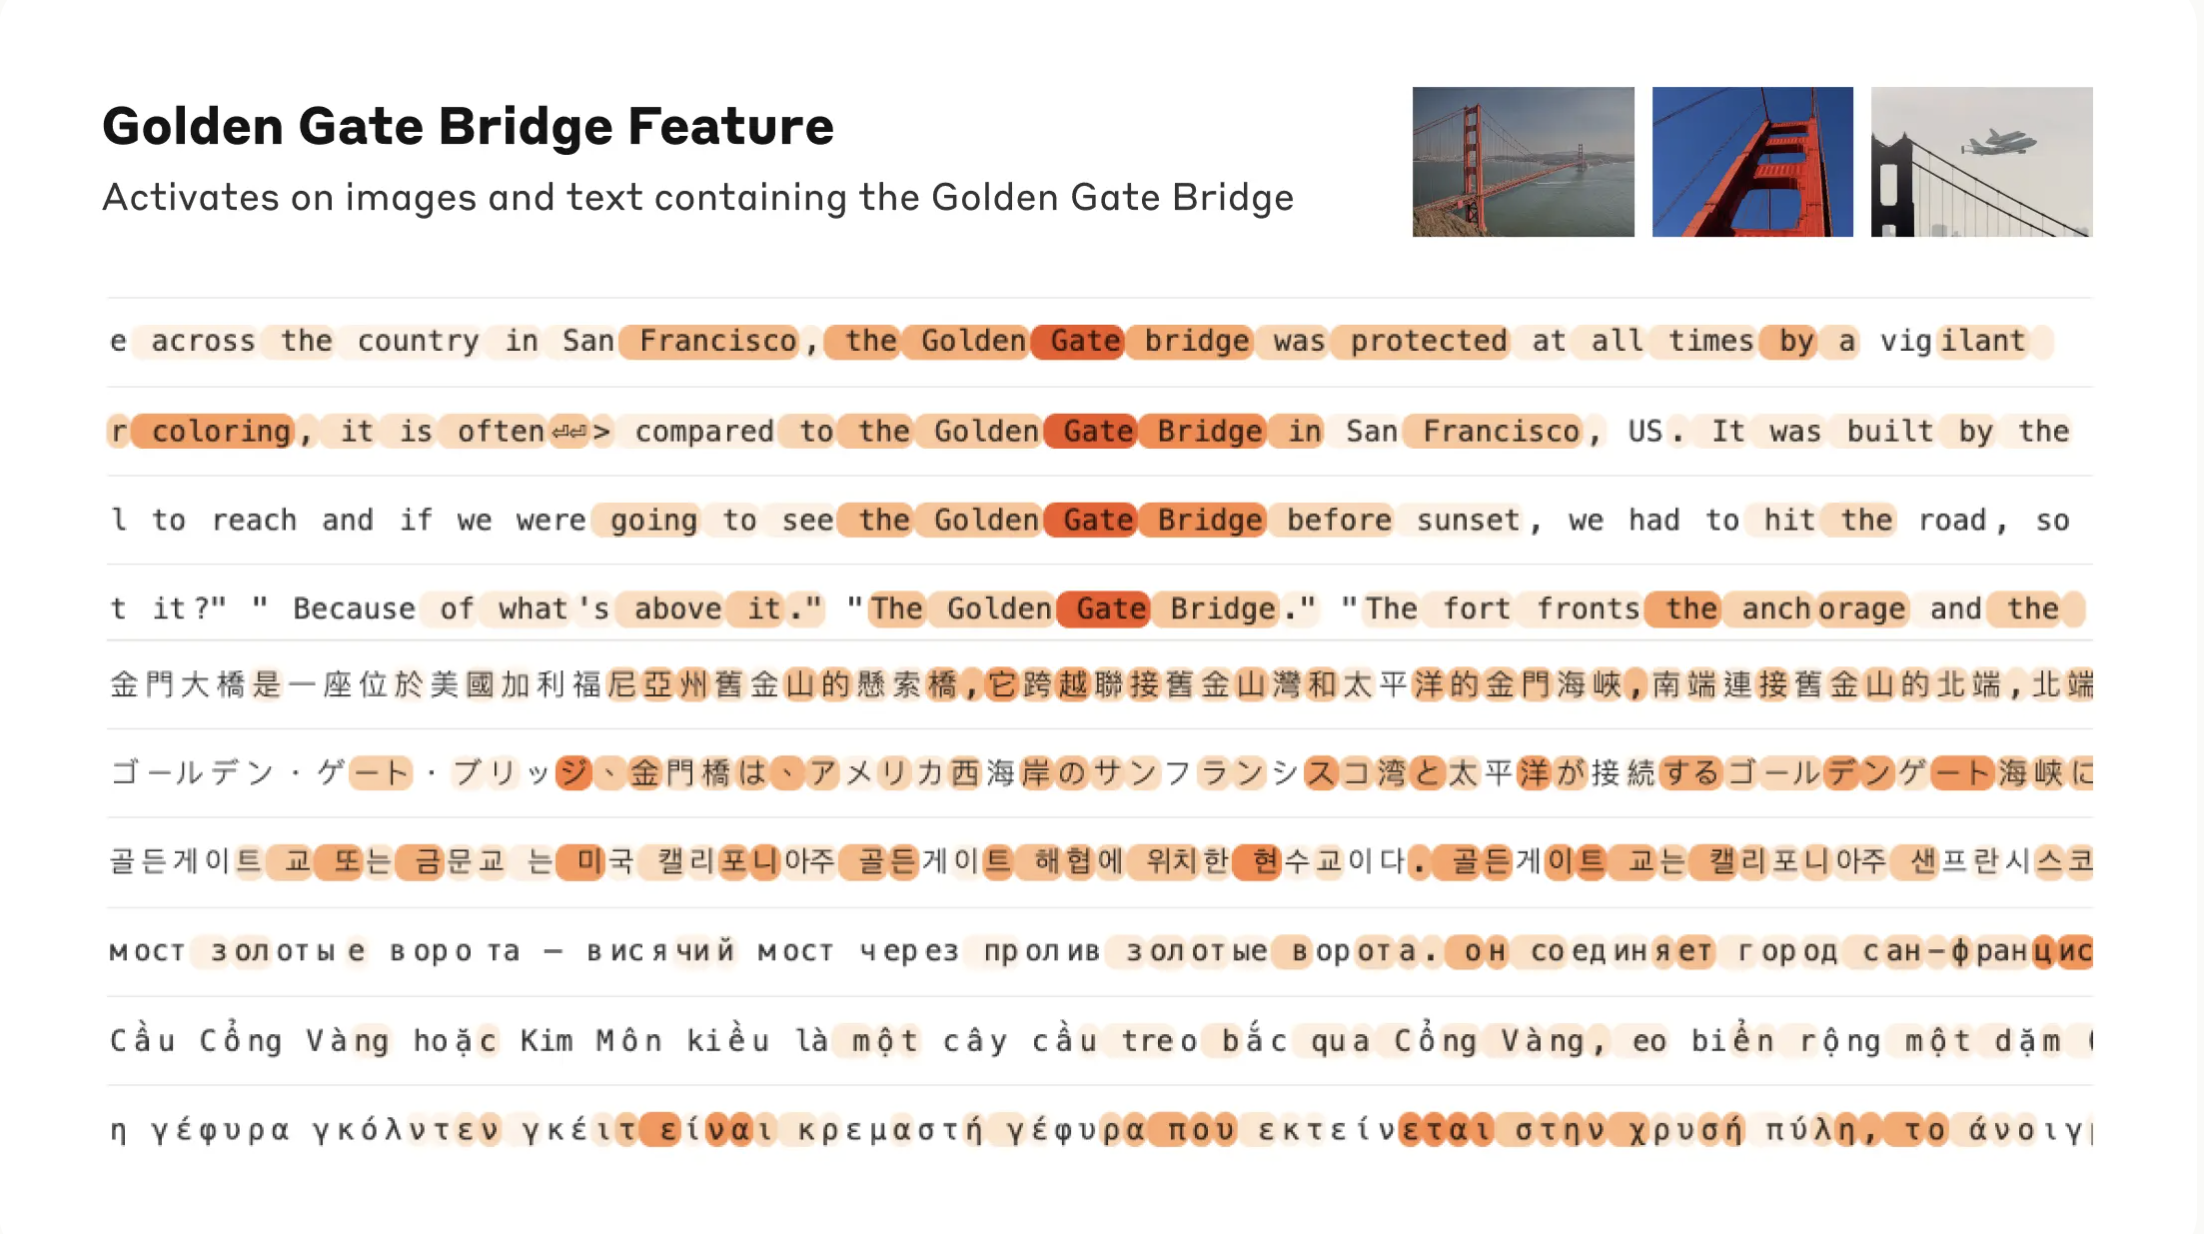 Golden Gate Bridge Feature
Activates on images and text containing the Golden Gate Bridge
e across the country in San Francisco, the Golden Gate bridge was protected at all times by a vigilant
r coloring, it is often⏎⏎> compared to the Golden Gate Bridge in San Francisco, US. It was built by the
l to reach and if we were going to see the Golden Gate Bridge before sunset, we had to hit the road, so
t it?" " Because of what's above it." "The Golden Gate Bridge." "The fort fronts the anchorage and the
金門大橋是一座位於美國加利福尼亞州舊金山的懸索橋,它跨越聯接舊金山灣和太平洋的金門海峽,南端連接舊金山的北端,北端
ゴールデン・ゲート・ブリッジ、金門橋は、アメリカ西海岸のサンフランシスコ湾と太平洋が接続するゴールデンゲート海峡に
골든게이트 교 또는 금문교 는 미국 캘리포니아주 골든게이트 해협에 위치한 현수교이다. 골든게이트 교는 캘리포니아주 샌프란시스코
мост золотые ворота – висячий мост через пролив золотые ворота. он соединяет город сан-францис
Cầu Cổng Vàng hoặc Kim Môn kiều là một cây cầu treo bắc qua Cổng Vàng, eo biển rộng một dặm (
η γέφυρα γκόλντεν γκέιτ είναι κρεμαστή γέφυρα που εκτείνεται στην χρυσή πύλη, το άνοιγ